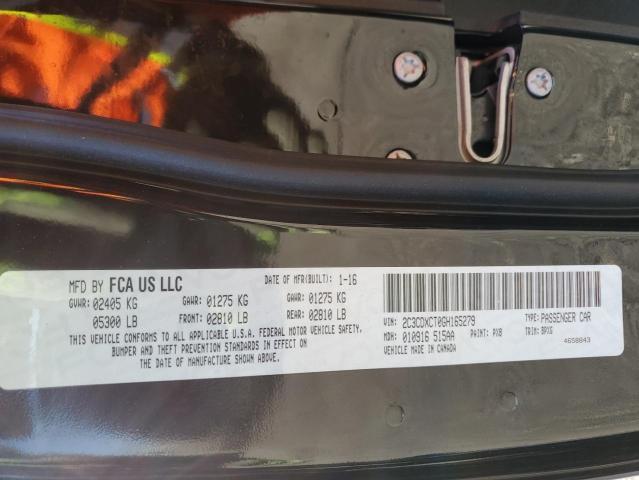 MFD BY FCA US LLC DATE OF MFR(BUILT): 1-16
GVWR: 02405 KG GAWR: 01275 KG GAWR: 01275 KG
05300 LB FRONT: 02810 LB REAR: 02810 LB
THIS VEHICLE CONFORMS TO ALL APPLICABLE U.S.A. FEDERAL MOTOR VEHICLE SAFETY,
BUMPER AND THEFT PREVENTION STANDARDS IN EFFECT ON
THE DATE OF MANUFACTURE SHOWN ABOVE.
VIN: 2C3CDXCT0GH165279 TYPE: PASSENGER CAR
MDH: 010916 515AA PAINT: PX8 TRIM: BPX9
VEHICLE MADE IN CANADA 4658843